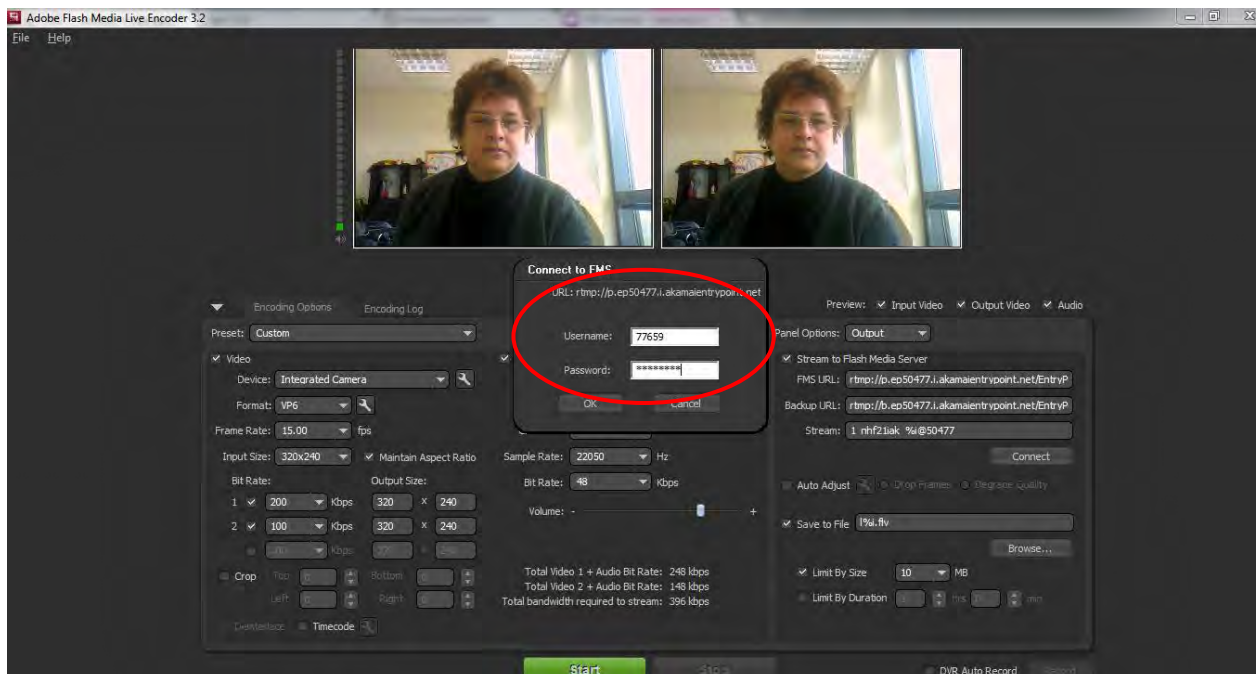 Adobe Flash Media Live Encoder 3.2
File Help
Connect to FMS
URL: rtmp://p.ep50477.i.akamaientrypoint.net
Username: 77659
Password: ********
OK Cancel
Encoding Options Encoding Log
Preview: Input Video Output Video Audio
Preset: Custom
Panel Options: Output
Video
Device: Integrated Camera
Format: VP6
Frame Rate: 15.00 fps
Input Size: 320x240 Maintain Aspect Ratio
Bit Rate: Output Size:
1 200 Kbps 320 X 240
2 100 Kbps 320 X 240
Kbps X 240
Crop Top 0 Bottom 0
Left 0 Right 0
Deinterlace Timecode
Sample Rate: 22050 Hz
Bit Rate: 48 Kbps
Volume: - +
Total Video 1 + Audio Bit Rate: 248 kbps
Total Video 2 + Audio Bit Rate: 148 kbps
Total bandwidth required to stream: 396 kbps
Stream to Flash Media Server
FMS URL: rtmp://p.ep50477.i.akamaientrypoint.net/EntryP
Backup URL: rtmp://b.ep50477.i.akamaientrypoint.net/EntryP
Stream: 1 nhf21iak %i@50477
Connect
Auto Adjust Drop Frames Degrade Quality
Save to File l%i.flv
Browse...
Limit By Size 10 MB
Limit By Duration hrs min
Start Stop
DVR Auto Record Record